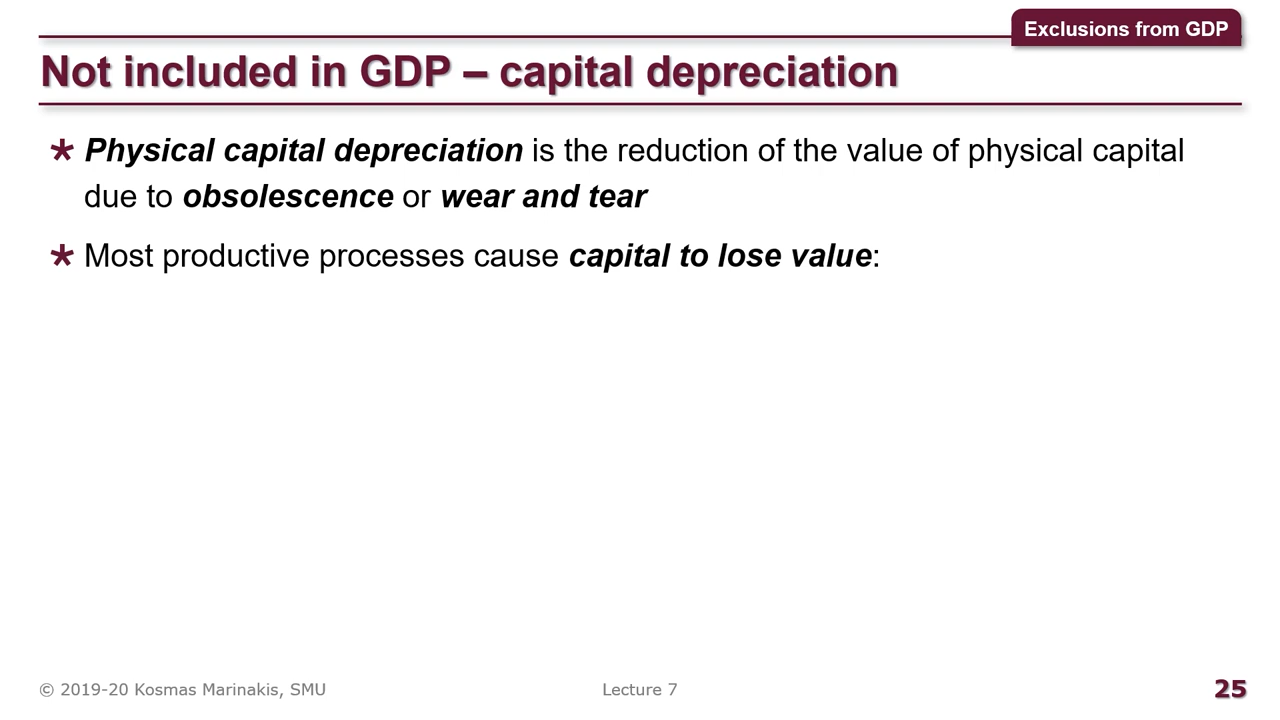 Exclusions from GDP
Not included in GDP – capital depreciation
* Physical capital depreciation is the reduction of the value of physical capital
due to obsolescence or wear and tear
* Most productive processes cause capital to lose value:
© 2019-20 Kosmas Marinakis, SMU
Lecture 7
25